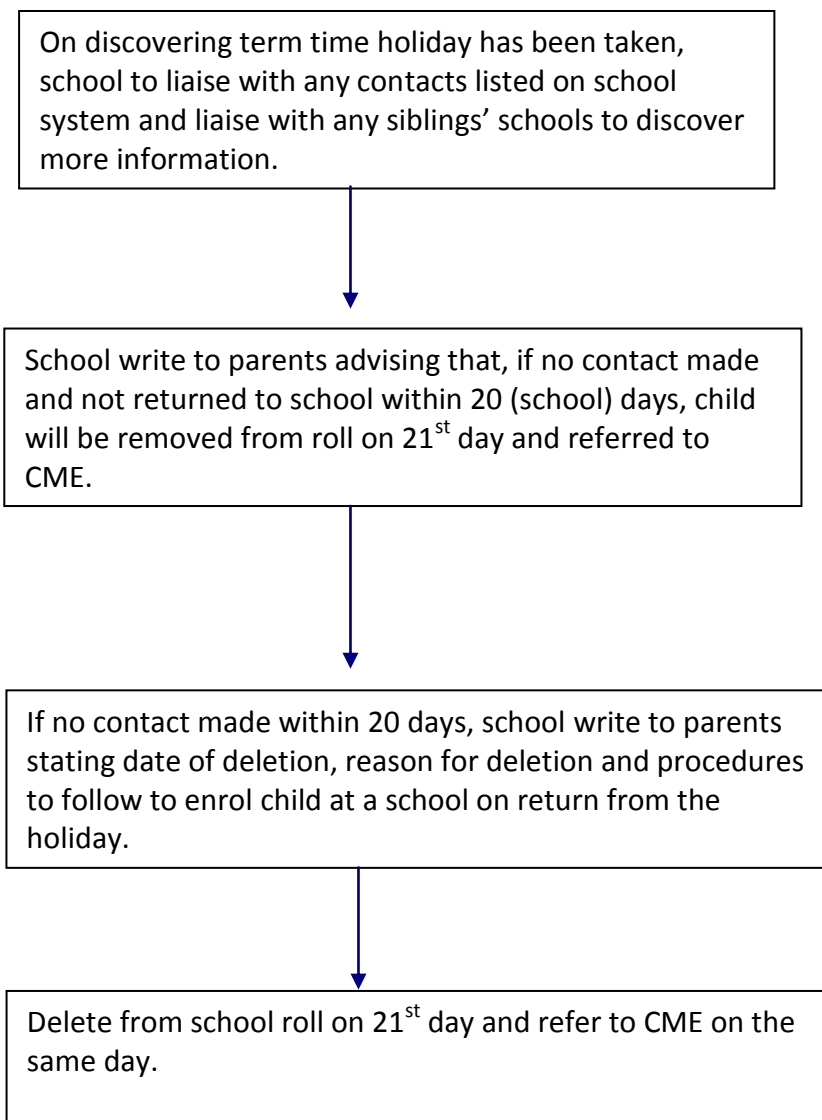 On discovering term time holiday has been taken,
school to liaise with any contacts listed on school
system and liaise with any siblings’ schools to discover
more information.
School write to parents advising that, if no contact made
and not returned to school within 20 (school) days, child
will be removed from roll on 21st day and referred to
CME.
If no contact made within 20 days, school write to parents
stating date of deletion, reason for deletion and procedures
to follow to enrol child at a school on return from the
holiday.
Delete from school roll on 21st day and refer to CME on the
same day.